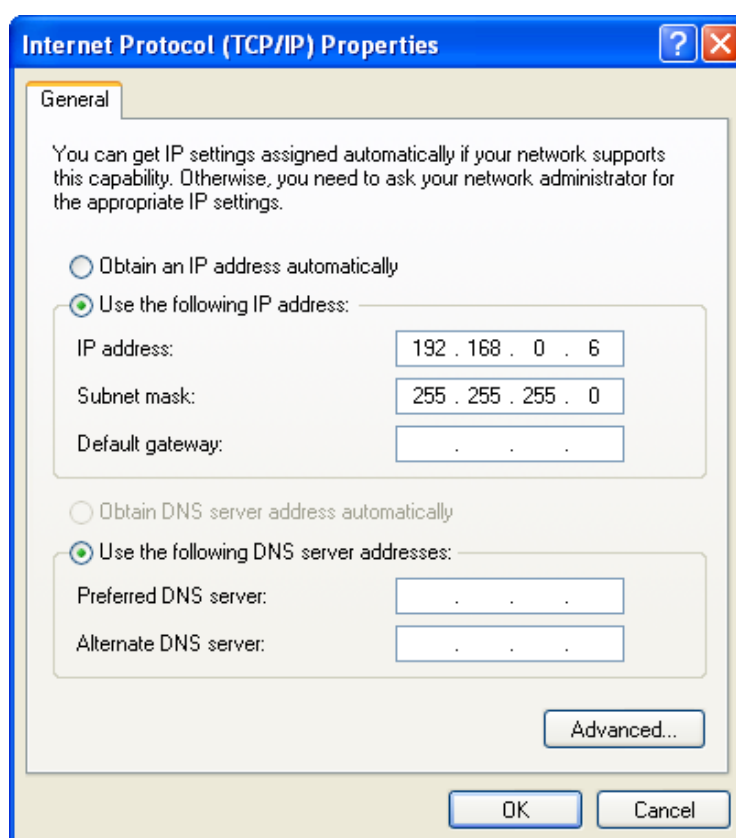 Internet Protocol (TCP/IP) Properties
General
You can get IP settings assigned automatically if your network supports
this capability. Otherwise, you need to ask your network administrator for
the appropriate IP settings.
Obtain an IP address automatically
Use the following IP address:
IP address: 192 . 168 . 0 . 6
Subnet mask: 255 . 255 . 255 . 0
Default gateway: . . .
Obtain DNS server address automatically
Use the following DNS server addresses:
Preferred DNS server: . . .
Alternate DNS server: . . .
Advanced...
OK Cancel